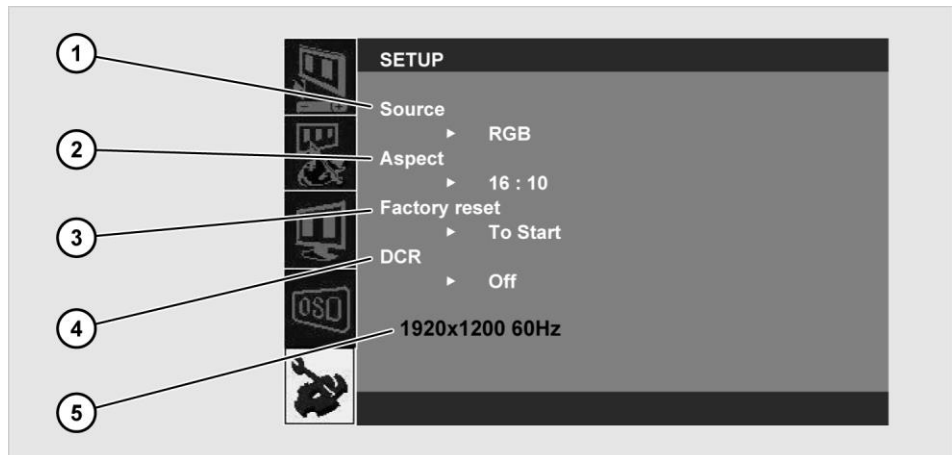 SETUP
1
Source
► RGB
2
Aspect
► 16 : 10
Factory reset
3
► To Start
DCR
► Off
OSD
4
1920x1200 60Hz
5